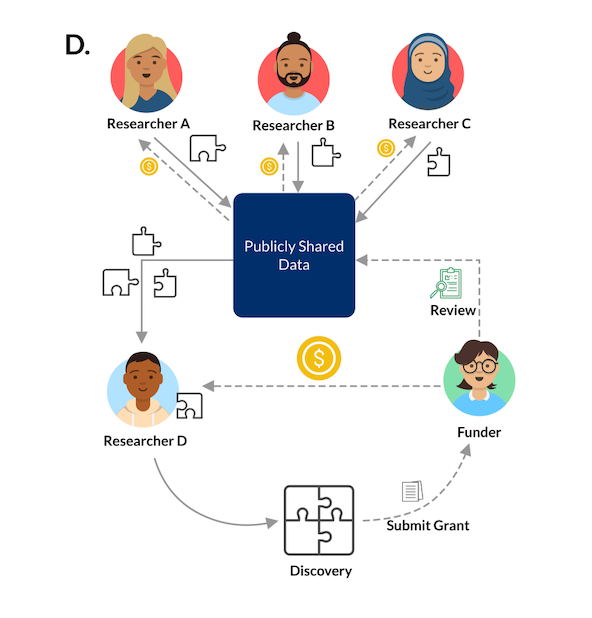 D.
Researcher A
Researcher B
Researcher C
$
$
$
Publicly Shared
Data
Review
$
Researcher D
Funder
Submit Grant
Discovery